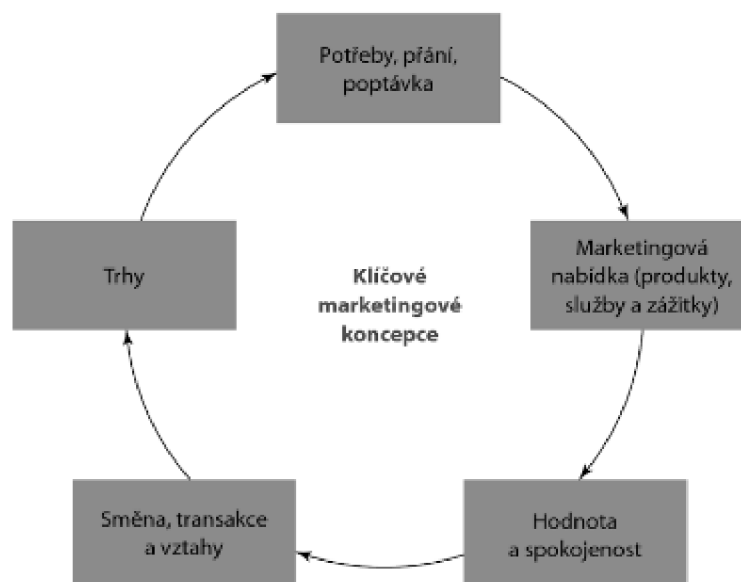 Potřeby, přání,
poptávka
Marketingová
nabídka (produkty,
služby a zážitky)
Trhy
Klíčové
marketingové
koncepce
Směna, transakce
a vztahy
Hodnota
a spokojenost